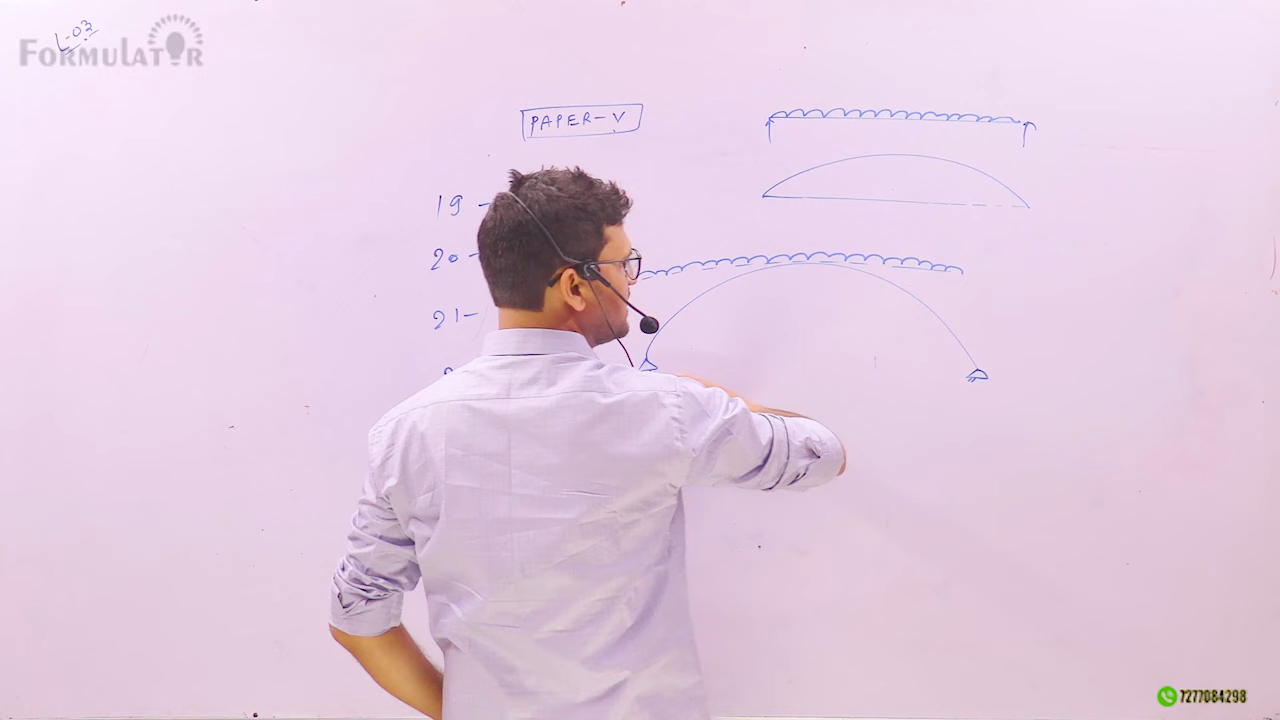 L-03
FORMULATOR
PAPER-V
19 -
20 -
21-
7277084298